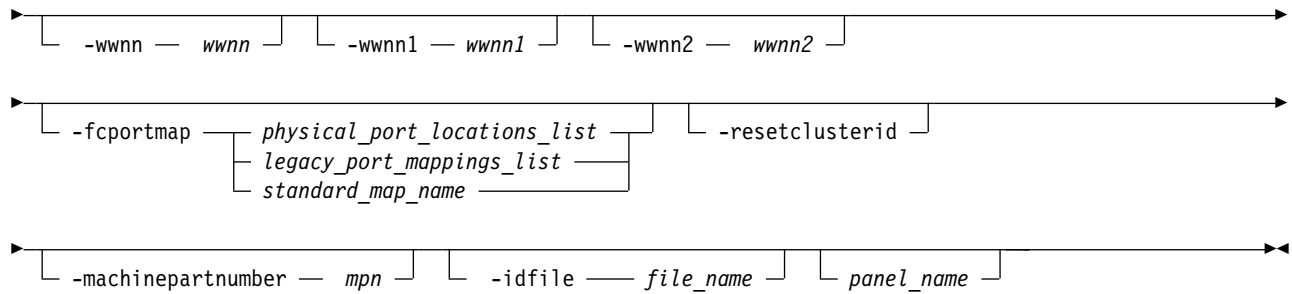 -wwnn wwnn -wwnn1 wwnn1 -wwnn2 wwnn2
-fcportmap physical_port_locations_list -resetclusterid
legacy_port_mappings_list
standard_map_name
-machinepartnumber mpn -idfile file_name panel_name